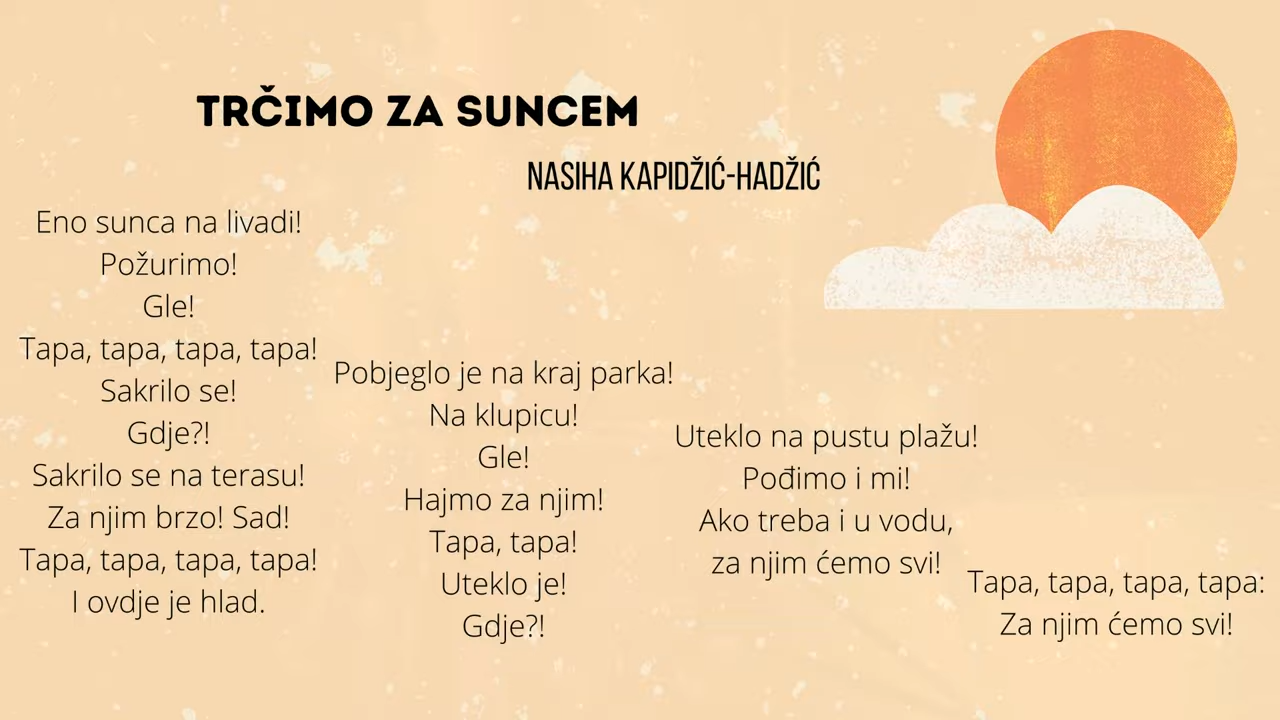 TRČIMO ZA SUNCEM
NASIHA KAPIDŽIĆ-HADŽIĆ
Eno sunca na livadi!
Požurimo!
Gle!
Tapa, tapa, tapa, tapa!
Sakrilo se!
Gdje?!
Sakrilo se na terasu!
Za njim brzo! Sad!
Tapa, tapa, tapa, tapa!
I ovdje je hlad.
Pobjeglo je na kraj parka!
Na klupicu!
Gle!
Hajmo za njim!
Tapa, tapa!
Uteklo je!
Gdje?!
Uteklo na pustu plažu!
Pođimo i mi!
Ako treba i u vodu,
za njim ćemo svi!
Tapa, tapa, tapa, tapa:
Za njim ćemo svi!